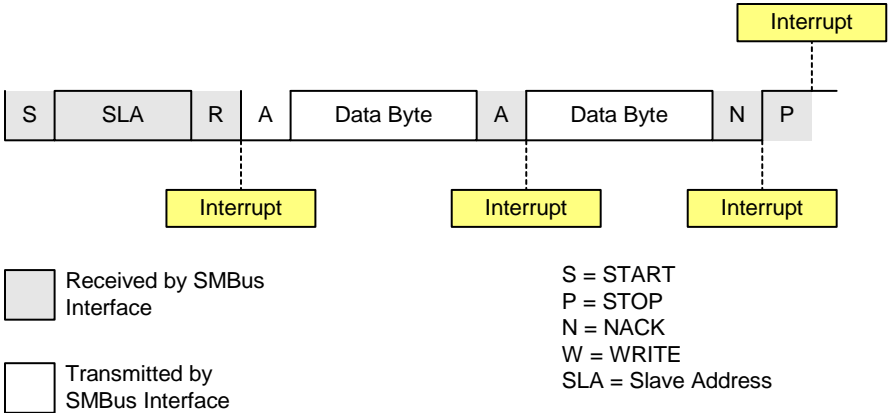 Interrupt
S SLA R A Data Byte A Data Byte N P
Interrupt Interrupt Interrupt
Received by SMBus
Interface
Transmitted by
SMBus Interface
S = START
P = STOP
N = NACK
W = WRITE
SLA = Slave Address